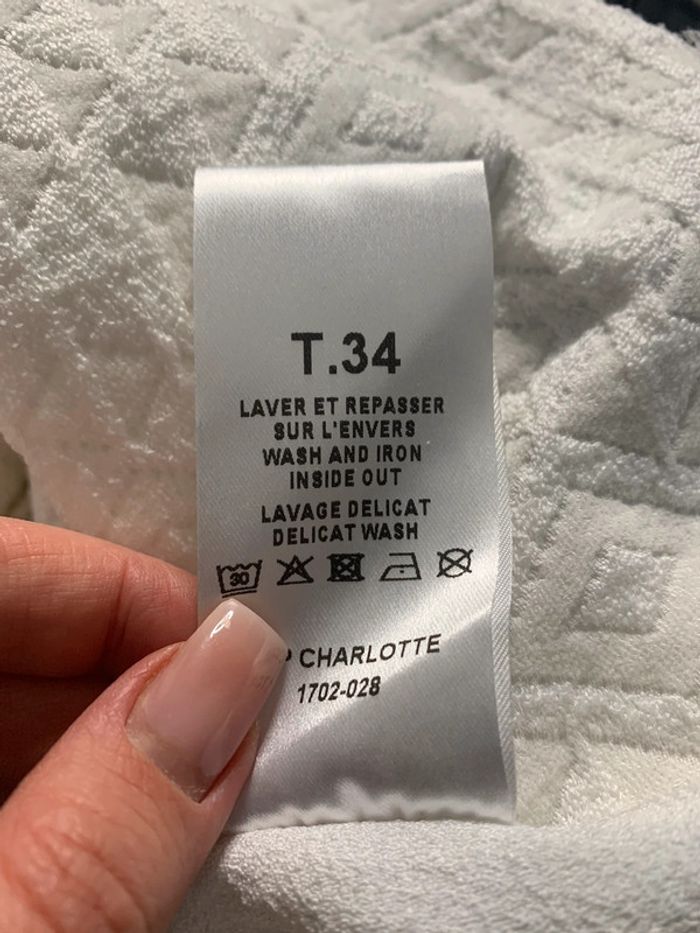 T.34
LAVER ET REPASSER
SUR L'ENVERS
WASH AND IRON
INSIDE OUT
LAVAGE DELICAT
DELICAT WASH
30
CHARLOTTE
1702-028